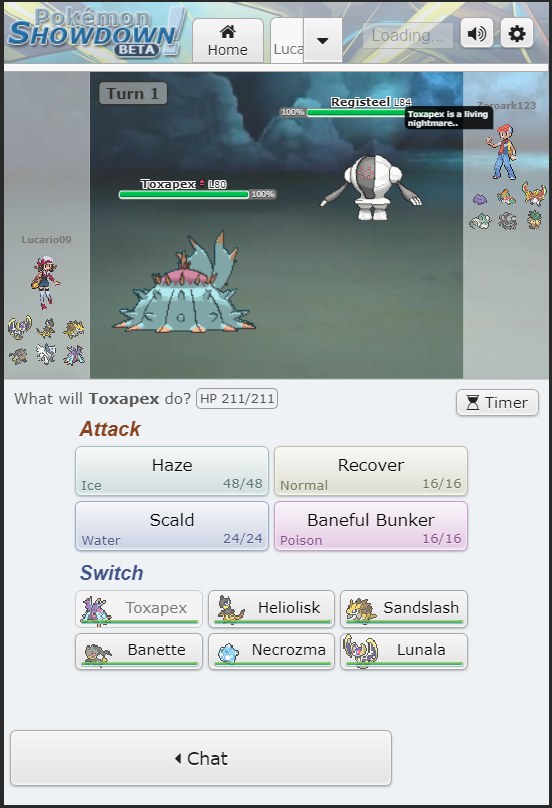 Pokémon
SHOWDOWN!
BETA
Home
Luca
Loading...
Turn 1
Registeel L84
100%
Toxapex is a living
nightmare..
Zoroark123
Toxapex L80
100%
Lucario09
What will Toxapex do? HP 211/211
Timer
Attack
Haze
Ice 48/48
Recover
Normal 16/16
Scald
Water 24/24
Baneful Bunker
Poison 16/16
Switch
Toxapex
Heliolisk
Sandslash
Banette
Necrozma
Lunala
Chat